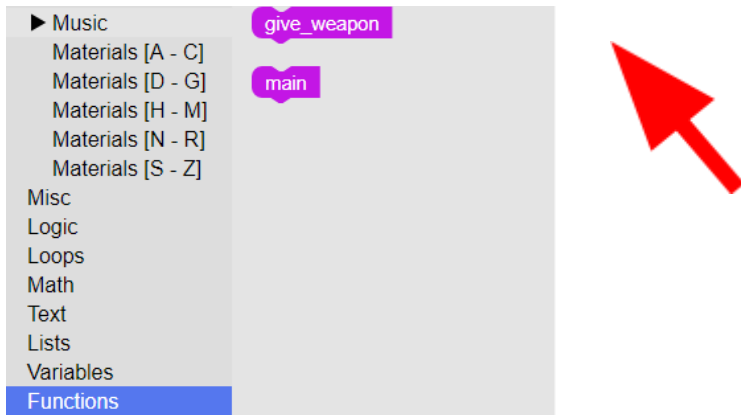 ▶ Music
Materials [A - C]
Materials [D - G]
Materials [H - M]
Materials [N - R]
Materials [S - Z]
Misc
Logic
Loops
Math
Text
Lists
Variables
Functions
give_weapon
main